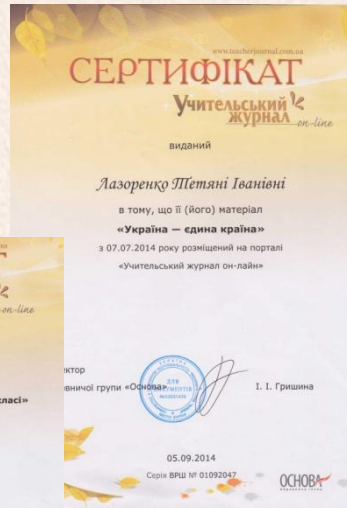 www.teacherjournal.com.ua
СЕРТИФІКАТ
Учительський
журнал on-line
виданий
Лазоренко Тетяні Іванівні
в тому, що її (його) матеріал
«Україна — єдина країна»
з 07.07.2014 року розміщений на порталі
«Учительський журнал он-лайн»
on-line
класі»
ектор
вничої групи «Основа»
ДЛЯ
І. І. Гришина
05.09.2014
Серія ВРШ № 01092047
ОСНОВА